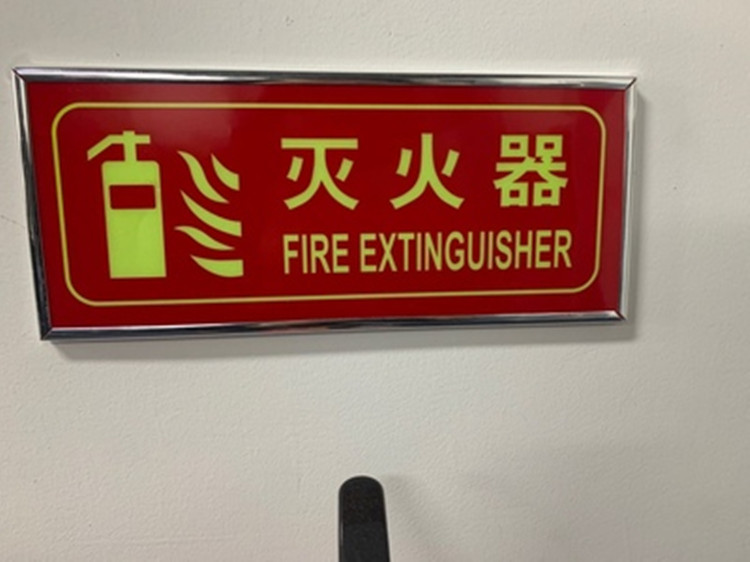 灭火器
FIRE EXTINGUISHER